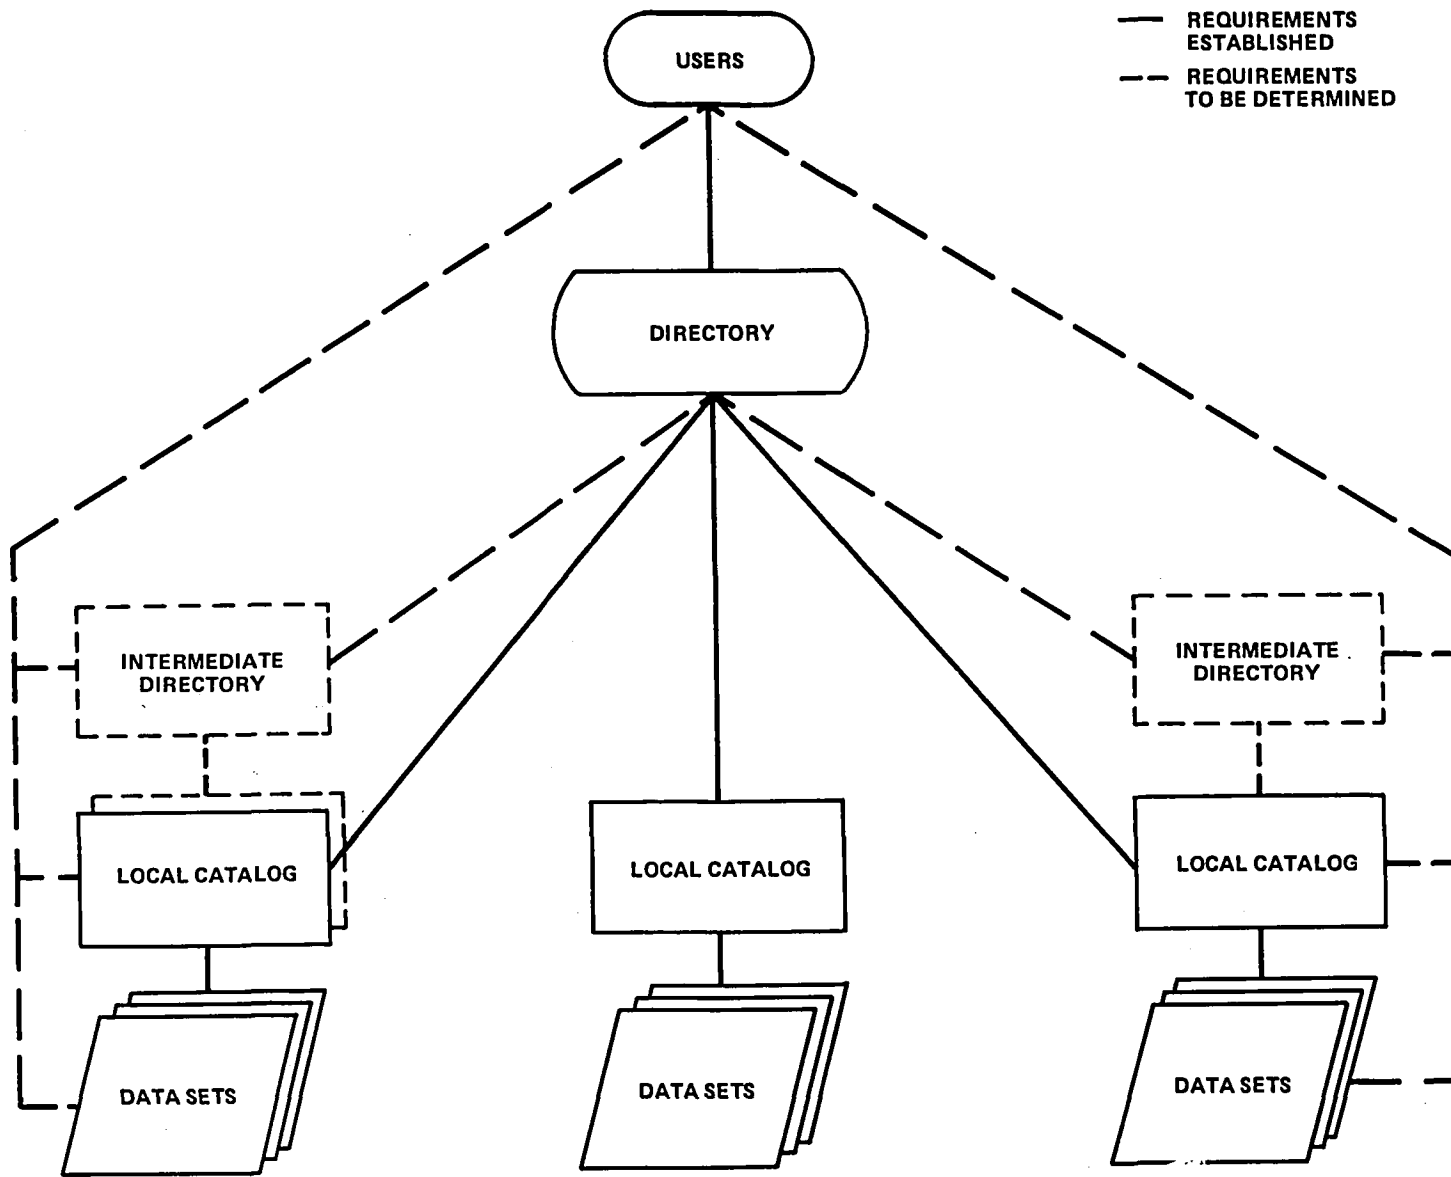 REQUIREMENTS
ESTABLISHED
REQUIREMENTS
TO BE DETERMINED
USERS
DIRECTORY
INTERMEDIATE
DIRECTORY
INTERMEDIATE
DIRECTORY
LOCAL CATALOG
LOCAL CATALOG
LOCAL CATALOG
DATA SETS
DATA SETS
DATA SETS